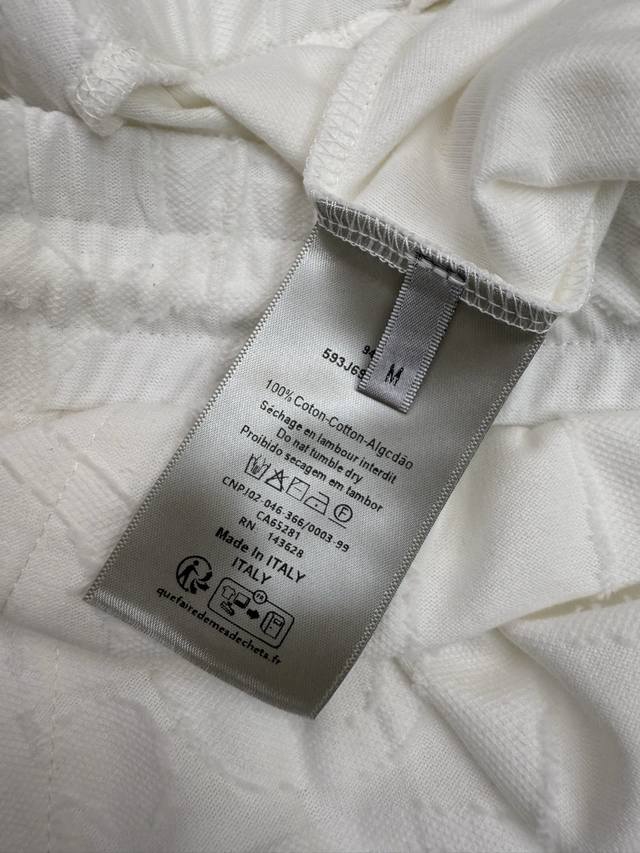 M
100% Coton-Cotton-Algodão
Séchage en tambour interdit
Do not tumble dry
Proibido secagem em tambor
CNPJ02-046-366/0003-99
CA65281
RN 143628
Made in ITALY
ITALY
FR
quefairedemesdechets.fr